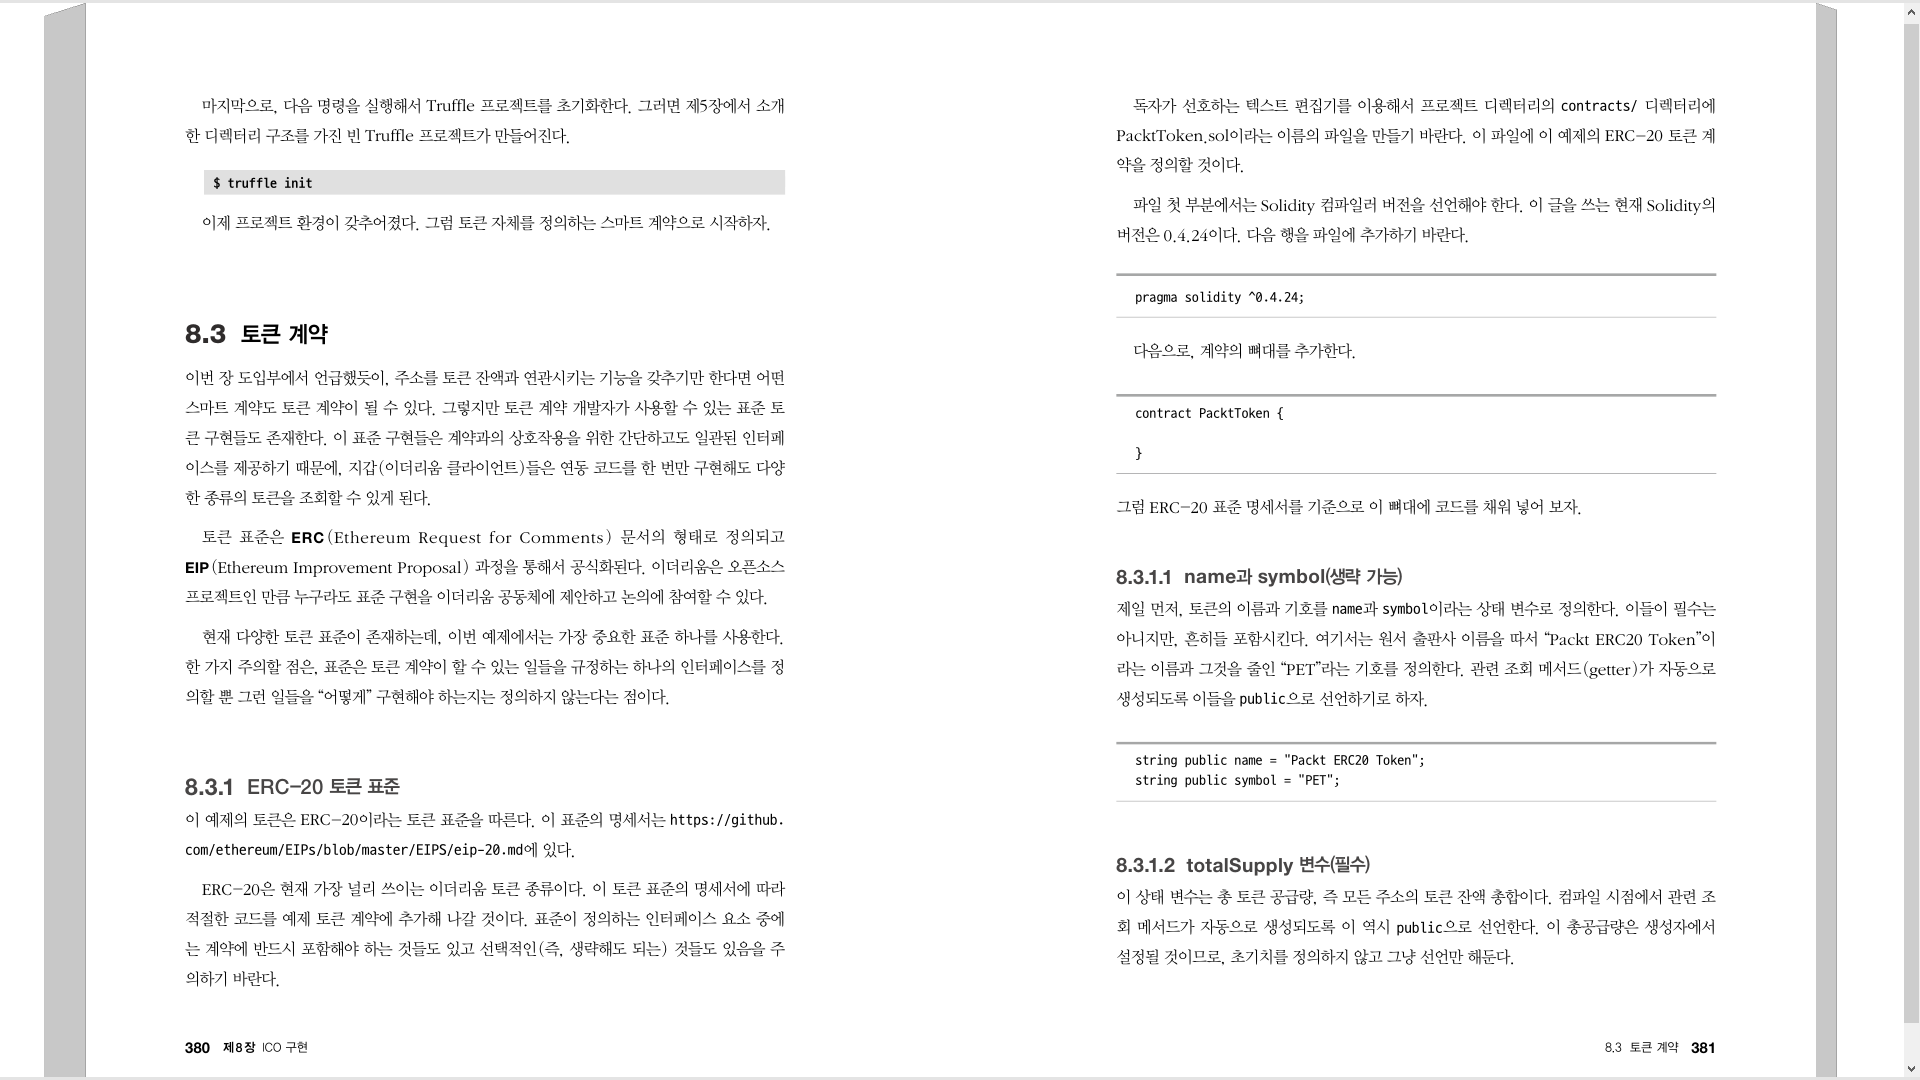 마지막으로, 다음 명령을 실행해서 Truffle 프로젝트를 초기화한다. 그러면 제5장에서 소개
한 디렉터리 구조를 가진 빈 Truffle 프로젝트가 만들어진다.
$ truffle init
이제 프로젝트 환경이 갖추어졌다. 그럼 토큰 자체를 정의하는 스마트 계약으로 시작하자.
8.3 토큰 계약
이번 장 도입부에서 언급했듯이, 주소를 토큰 잔액과 연관시키는 기능을 갖추기만 한다면 어떤
스마트 계약도 토큰 계약이 될 수 있다. 그렇지만 토큰 계약 개발자가 사용할 수 있는 표준 토
큰 구현들도 존재한다. 이 표준 구현들은 계약과의 상호작용을 위한 간단하고도 일관된 인터페
이스를 제공하기 때문에, 지갑(이더리움 클라이언트)들은 연동 코드를 한 번만 구현해도 다양
한 종류의 토큰을 조회할 수 있게 된다.
토큰 표준은 ERC(Ethereum Request for Comments) 문서의 형태로 정의되고
EIP(Ethereum Improvement Proposal) 과정을 통해서 공식화된다. 이더리움은 오픈소스
프로젝트인 만큼 누구라도 표준 구현을 이더리움 공동체에 제안하고 논의에 참여할 수 있다.
현재 다양한 토큰 표준이 존재하는데, 이번 예제에서는 가장 중요한 표준 하나를 사용한다.
한 가지 주의할 점은, 표준은 토큰 계약이 할 수 있는 일들을 규정하는 하나의 인터페이스를 정
의할 뿐 그런 일들을 “어떻게” 구현해야 하는지는 정의하지 않는다는 점이다.
8.3.1 ERC-20 토큰 표준
이 예제의 토큰은 ERC-20이라는 토큰 표준을 따른다. 이 표준의 명세서는 https://github.
com/ethereum/EIPs/blob/master/EIPS/eip-20.md에 있다.
ERC-20은 현재 가장 널리 쓰이는 이더리움 토큰 종류이다. 이 토큰 표준의 명세서에 따라
적절한 코드를 예제 토큰 계약에 추가해 나갈 것이다. 표준이 정의하는 인터페이스 요소 중에
는 계약에 반드시 포함해야 하는 것들도 있고 선택적인(즉, 생략해도 되는) 것들도 있음을 주
의하기 바란다.
380 제8장 ICO 구현
독자가 선호하는 텍스트 편집기를 이용해서 프로젝트 디렉터리의 contracts/ 디렉터리에
PacktToken.sol이라는 이름의 파일을 만들기 바란다. 이 파일에 이 예제의 ERC-20 토큰 계
약을 정의할 것이다.
파일 첫 부분에서는 Solidity 컴파일러 버전을 선언해야 한다. 이 글을 쓰는 현재 Solidity의
버전은 0.4.24이다. 다음 행을 파일에 추가하기 바란다.
pragma solidity ^0.4.24;
다음으로, 계약의 뼈대를 추가한다.
contract PacktToken {
}
그럼 ERC-20 표준 명세서를 기준으로 이 뼈대에 코드를 채워 넣어 보자.
8.3.1.1 name과 symbol(생략 가능)
제일 먼저, 토큰의 이름과 기호를 name과 symbol이라는 상태 변수로 정의한다. 이들이 필수는
아니지만, 흔히들 포함시킨다. 여기서는 원서 출판사 이름을 따서 “Packt ERC20 Token”이
라는 이름과 그것을 줄인 “PET”라는 기호를 정의한다. 관련 조회 메서드(getter)가 자동으로
생성되도록 이들을 public으로 선언하기로 하자.
string public name = "Packt ERC20 Token";
string public symbol = "PET";
8.3.1.2 totalSupply 변수(필수)
이 상태 변수는 총 토큰 공급량, 즉 모든 주소의 토큰 잔액 총합이다. 컴파일 시점에서 관련 조
회 메서드가 자동으로 생성되도록 이 역시 public으로 선언한다. 이 총공급량은 생성자에서
설정될 것이므로, 초기치를 정의하지 않고 그냥 선언만 해둔다.
8.3 토큰 계약 381